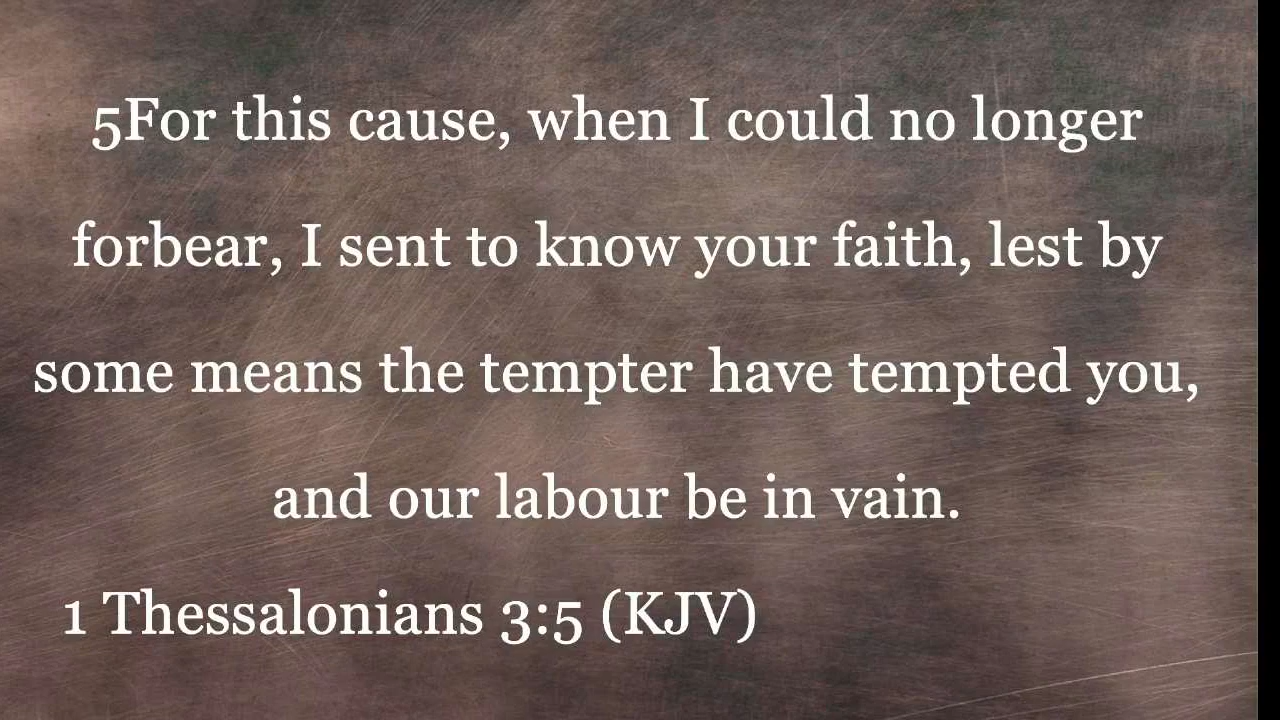 5For this cause, when I could no longer
forbear, I sent to know your faith, lest by
some means the tempter have tempted you,
and our labour be in vain.
1 Thessalonians 3:5 (KJV)